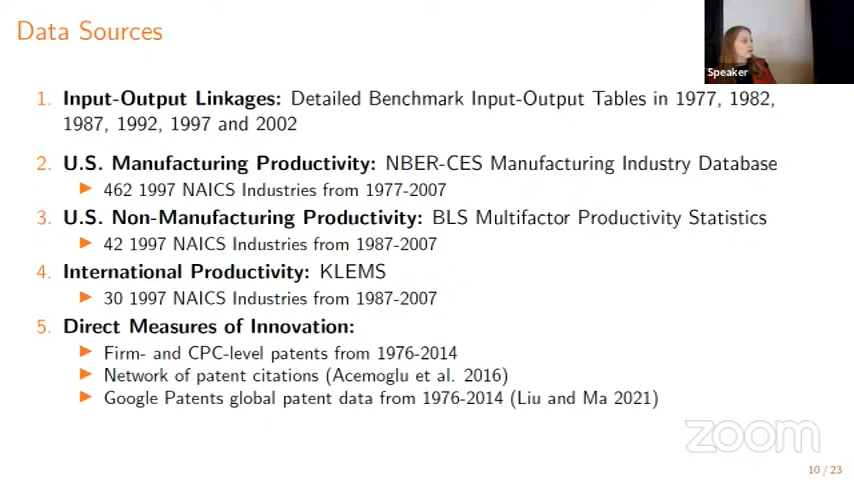 Data Sources
Speaker
1. Input-Output Linkages: Detailed Benchmark Input-Output Tables in 1977, 1982,
1987, 1992, 1997 and 2002
2. U.S. Manufacturing Productivity: NBER-CES Manufacturing Industry Database
▶ 462 1997 NAICS Industries from 1977-2007
3. U.S. Non-Manufacturing Productivity: BLS Multifactor Productivity Statistics
▶ 42 1997 NAICS Industries from 1987-2007
4. International Productivity: KLEMS
▶ 30 1997 NAICS Industries from 1987-2007
5. Direct Measures of Innovation:
▶ Firm- and CPC-level patents from 1976-2014
▶ Network of patent citations (Acemoglu et al. 2016)
▶ Google Patents global patent data from 1976-2014 (Liu and Ma 2021)
zoom
10 / 23